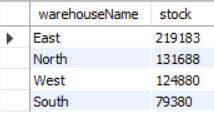 warehouseName stock
East 219183
North 131688
West 124880
South 79380